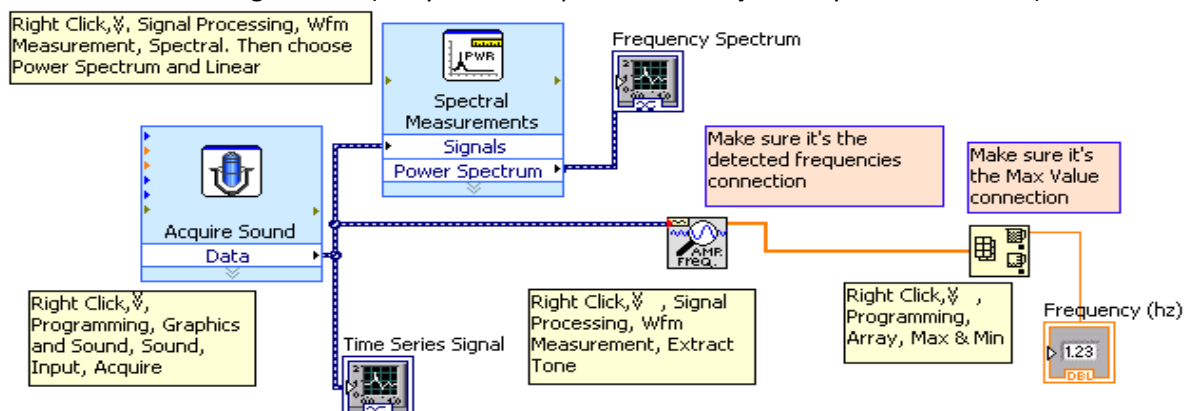 Right Click,⩔, Signal Processing, Wfm
Measurement, Spectral. Then choose
Power Spectrum and Linear
PWR
Spectral
Measurements
Signals
Power Spectrum
Frequency Spectrum
Make sure it's the
detected frequencies
connection
Make sure it's
the Max Value
connection
Acquire Sound
Data
AMP
Freq.
Right Click,⩔,
Programming, Graphics
and Sound, Sound,
Input, Acquire
Time Series Signal
Right Click,⩔ , Signal
Processing, Wfm
Measurement, Extract
Tone
Right Click,⩔ ,
Programming,
Array, Max & Min
Frequency (hz)
1.23
DBL